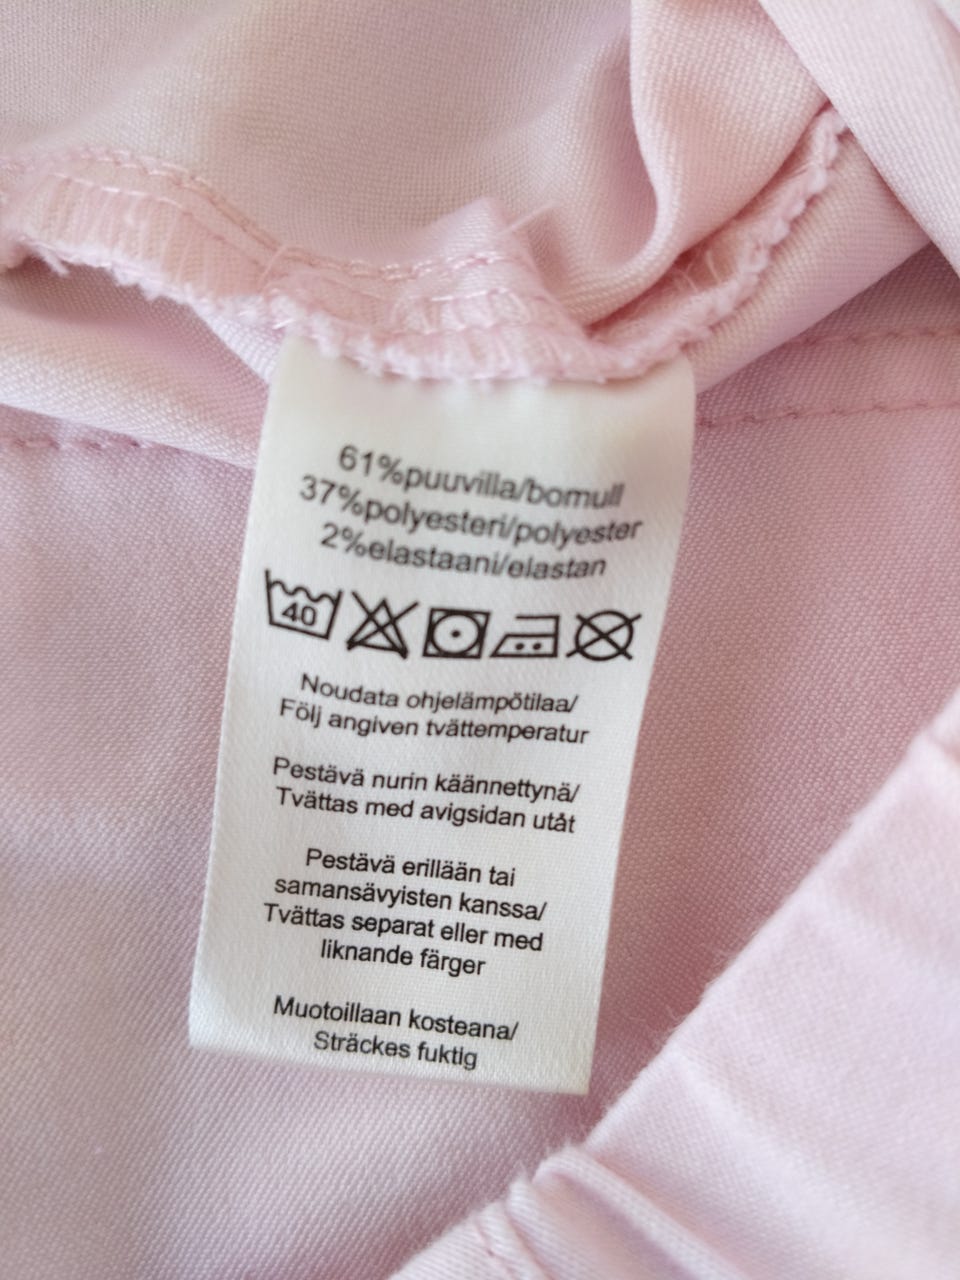 61%puuvilla/bomull
37%polyesteri/polyester
2%elastaani/elastan
40
Noudata ohjelämpötilaa/
Följ angiven tvättemperatur
Pestävä nurin käännettynä/
Tvättas med avigsidan utåt
Pestävä erillään tai
samansävyisten kanssa/
Tvättas separat eller med
liknande färger
Muotoillaan kosteana/
Sträckes fuktig